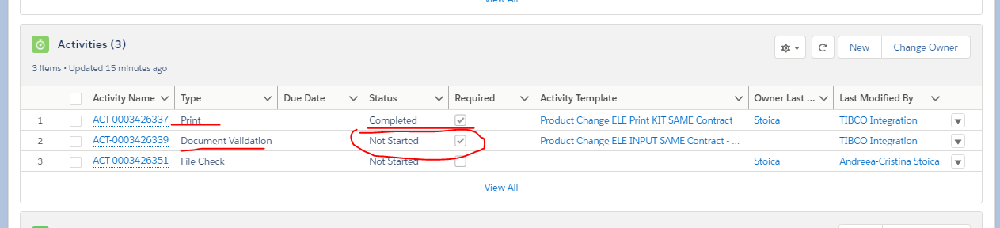 View All
Activities (3)
New Change Owner
3 items • Updated 15 minutes ago
Activity Name Type Due Date Status Required Activity Template Owner Last ... Last Modified By
1 ACT-0003426337 Print Completed Product Change ELE Print KIT SAME Contract Stoica TIBCO Integration
2 ACT-0003426339 Document Validation Not Started Product Change ELE INPUT SAME Contract - ... TIBCO Integration
3 ACT-0003426351 File Check Not Started Stoica Andreea-Cristina Stoica
View All